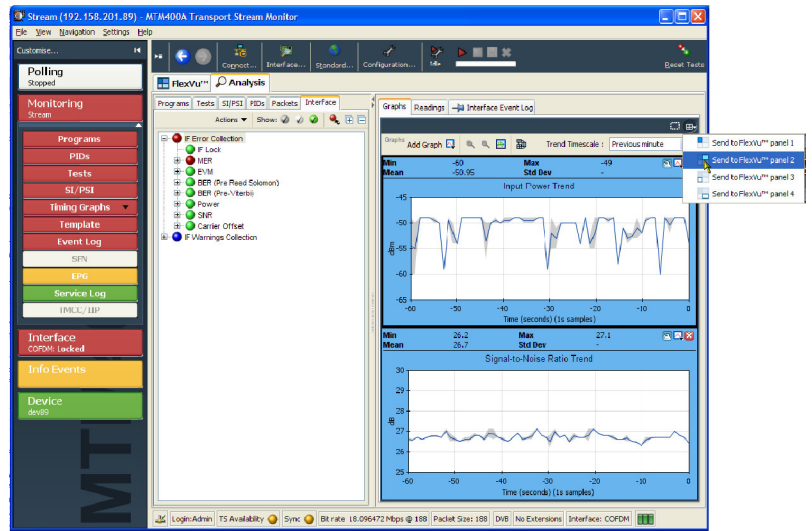 Stream (192.158.201.89) - MTM400A Transport Stream Monitor
File View Navigation Settings Help
Customise...
Polling
Stopped
Monitoring
Stream
Programs
PIDs
Tests
SI/PSI
Timing Graphs
Template
Event Log
SFN
EPG
Service Log
TMCC/IIP
Interface
COFDM: Locked
Info Events
Device
dev89
MT
Connect... Interface... Standard... Configuration... Idle Reset Tests
FlexVu™ Analysis
Programs Tests SI/PSI PIDs Packets Interface
Actions Show:
IF Error Collection
IF Lock
MER
EVM
BER (Pre Reed Solomon)
BER (Pre-Viterbi)
Power
SNR
Carrier Offset
IF Warnings Collection
Graphs Readings Interface Event Log
Graphs Add Graph Trend Timescale : Previous minute
Send to FlexVu™ panel 1
Send to FlexVu™ panel 2
Send to FlexVu™ panel 3
Send to FlexVu™ panel 4
Min -60 Max -49
Mean -50.95 Std Dev -
Input Power Trend
-45
-50
-55
-60
-65
dBm
-60 -50 -40 -30 -20 -10 0
Time (seconds) (1s samples)
Min 26.2 Max 27.1
Mean 26.7 Std Dev -
Signal-to-Noise Ratio Trend
30
29
28
27
26
25
dB
-60 -50 -40 -30 -20 -10 0
Time (seconds) (1s samples)
Login:Admin TS Availablity Sync Bit rate 18.096472 Mbps @ 188 Packet Size: 188 DVB No Extensions Interface: COFDM